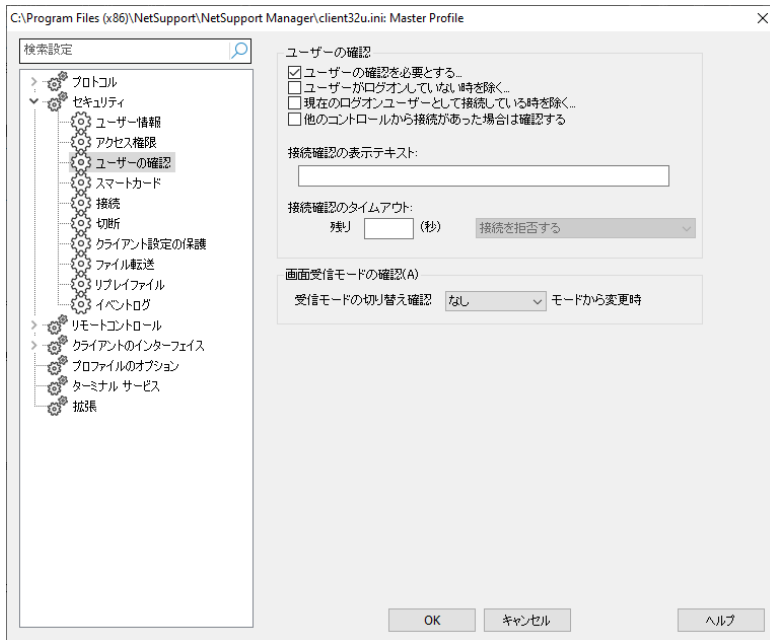 C:\Program Files (x86)\NetSupport\NetSupport Manager\client32u.ini: Master Profile
検索設定
プロトコル
セキュリティ
ユーザー情報
アクセス権限
ユーザーの確認
スマートカード
接続
切断
クライアント設定の保護
ファイル転送
リプレイファイル
イベントログ
リモートコントロール
クライアントのインターフェイス
プロファイルのオプション
ターミナル サービス
拡張
ユーザーの確認
ユーザーの確認を必要とする...
ユーザーがログオンしていない時を除く...
現在のログオンユーザーとして接続している時を除く...
他のコントロールから接続があった場合は確認する
接続確認の表示テキスト:
接続確認のタイムアウト:
残り (秒) 接続を拒否する
画面受信モードの確認(A)
受信モードの切り替え確認 なし モードから変更時
OK キャンセル ヘルプ